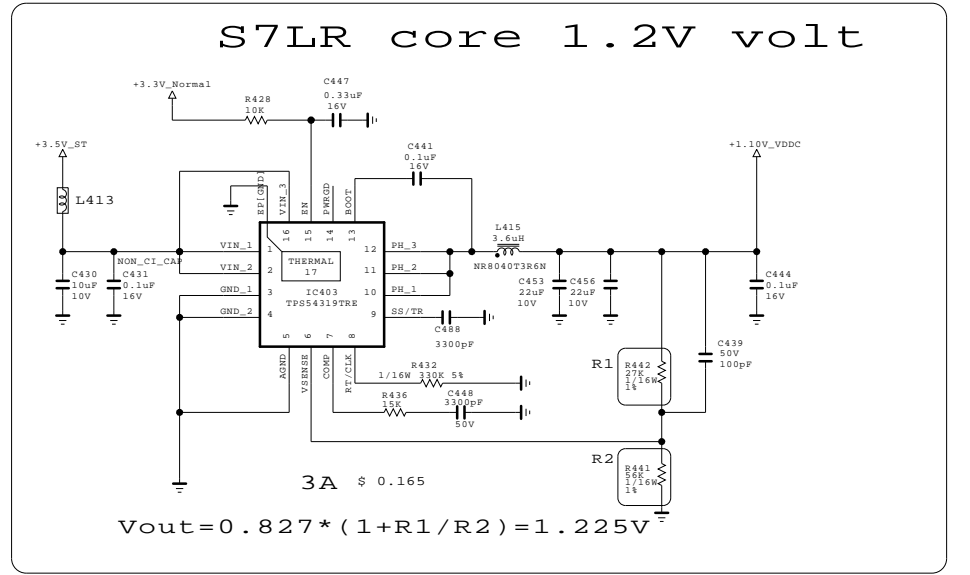 S7LR core 1.2V volt
+3.3V_Normal
C447
0.33uF
16V
R428
10K
+3.5V_ST
L413
C441
0.1uF
16V
+1.10V_VDDC
EP[GND]
VIN_3
EN
PWRGD
BOOT
16
15
14
13
L415
3.6uH
NR8040T3R6N
VIN_1
1
VIN_2
2
GND_1
3
GND_2
4
THERMAL
17
IC403
TPS54319TRE
12
PH_3
11
PH_2
10
PH_1
9
SS/TR
NON_CI_CAP
C430
10uF
10V
C431
0.1uF
16V
C453
22uF
10V
C456
22uF
10V
C444
0.1uF
16V
C488
3300pF
5
6
7
8
AGND
VSENSE
COMP
RT/CLK
R432
1/16W 330K 5%
R436
15K
C448
3300pF
50V
C439
50V
100pF
R1
R442
27K
1/16W
1%
R2
R441
56K
1/16W
1%
3A $ 0.165
Vout=0.827*(1+R1/R2)=1.225V